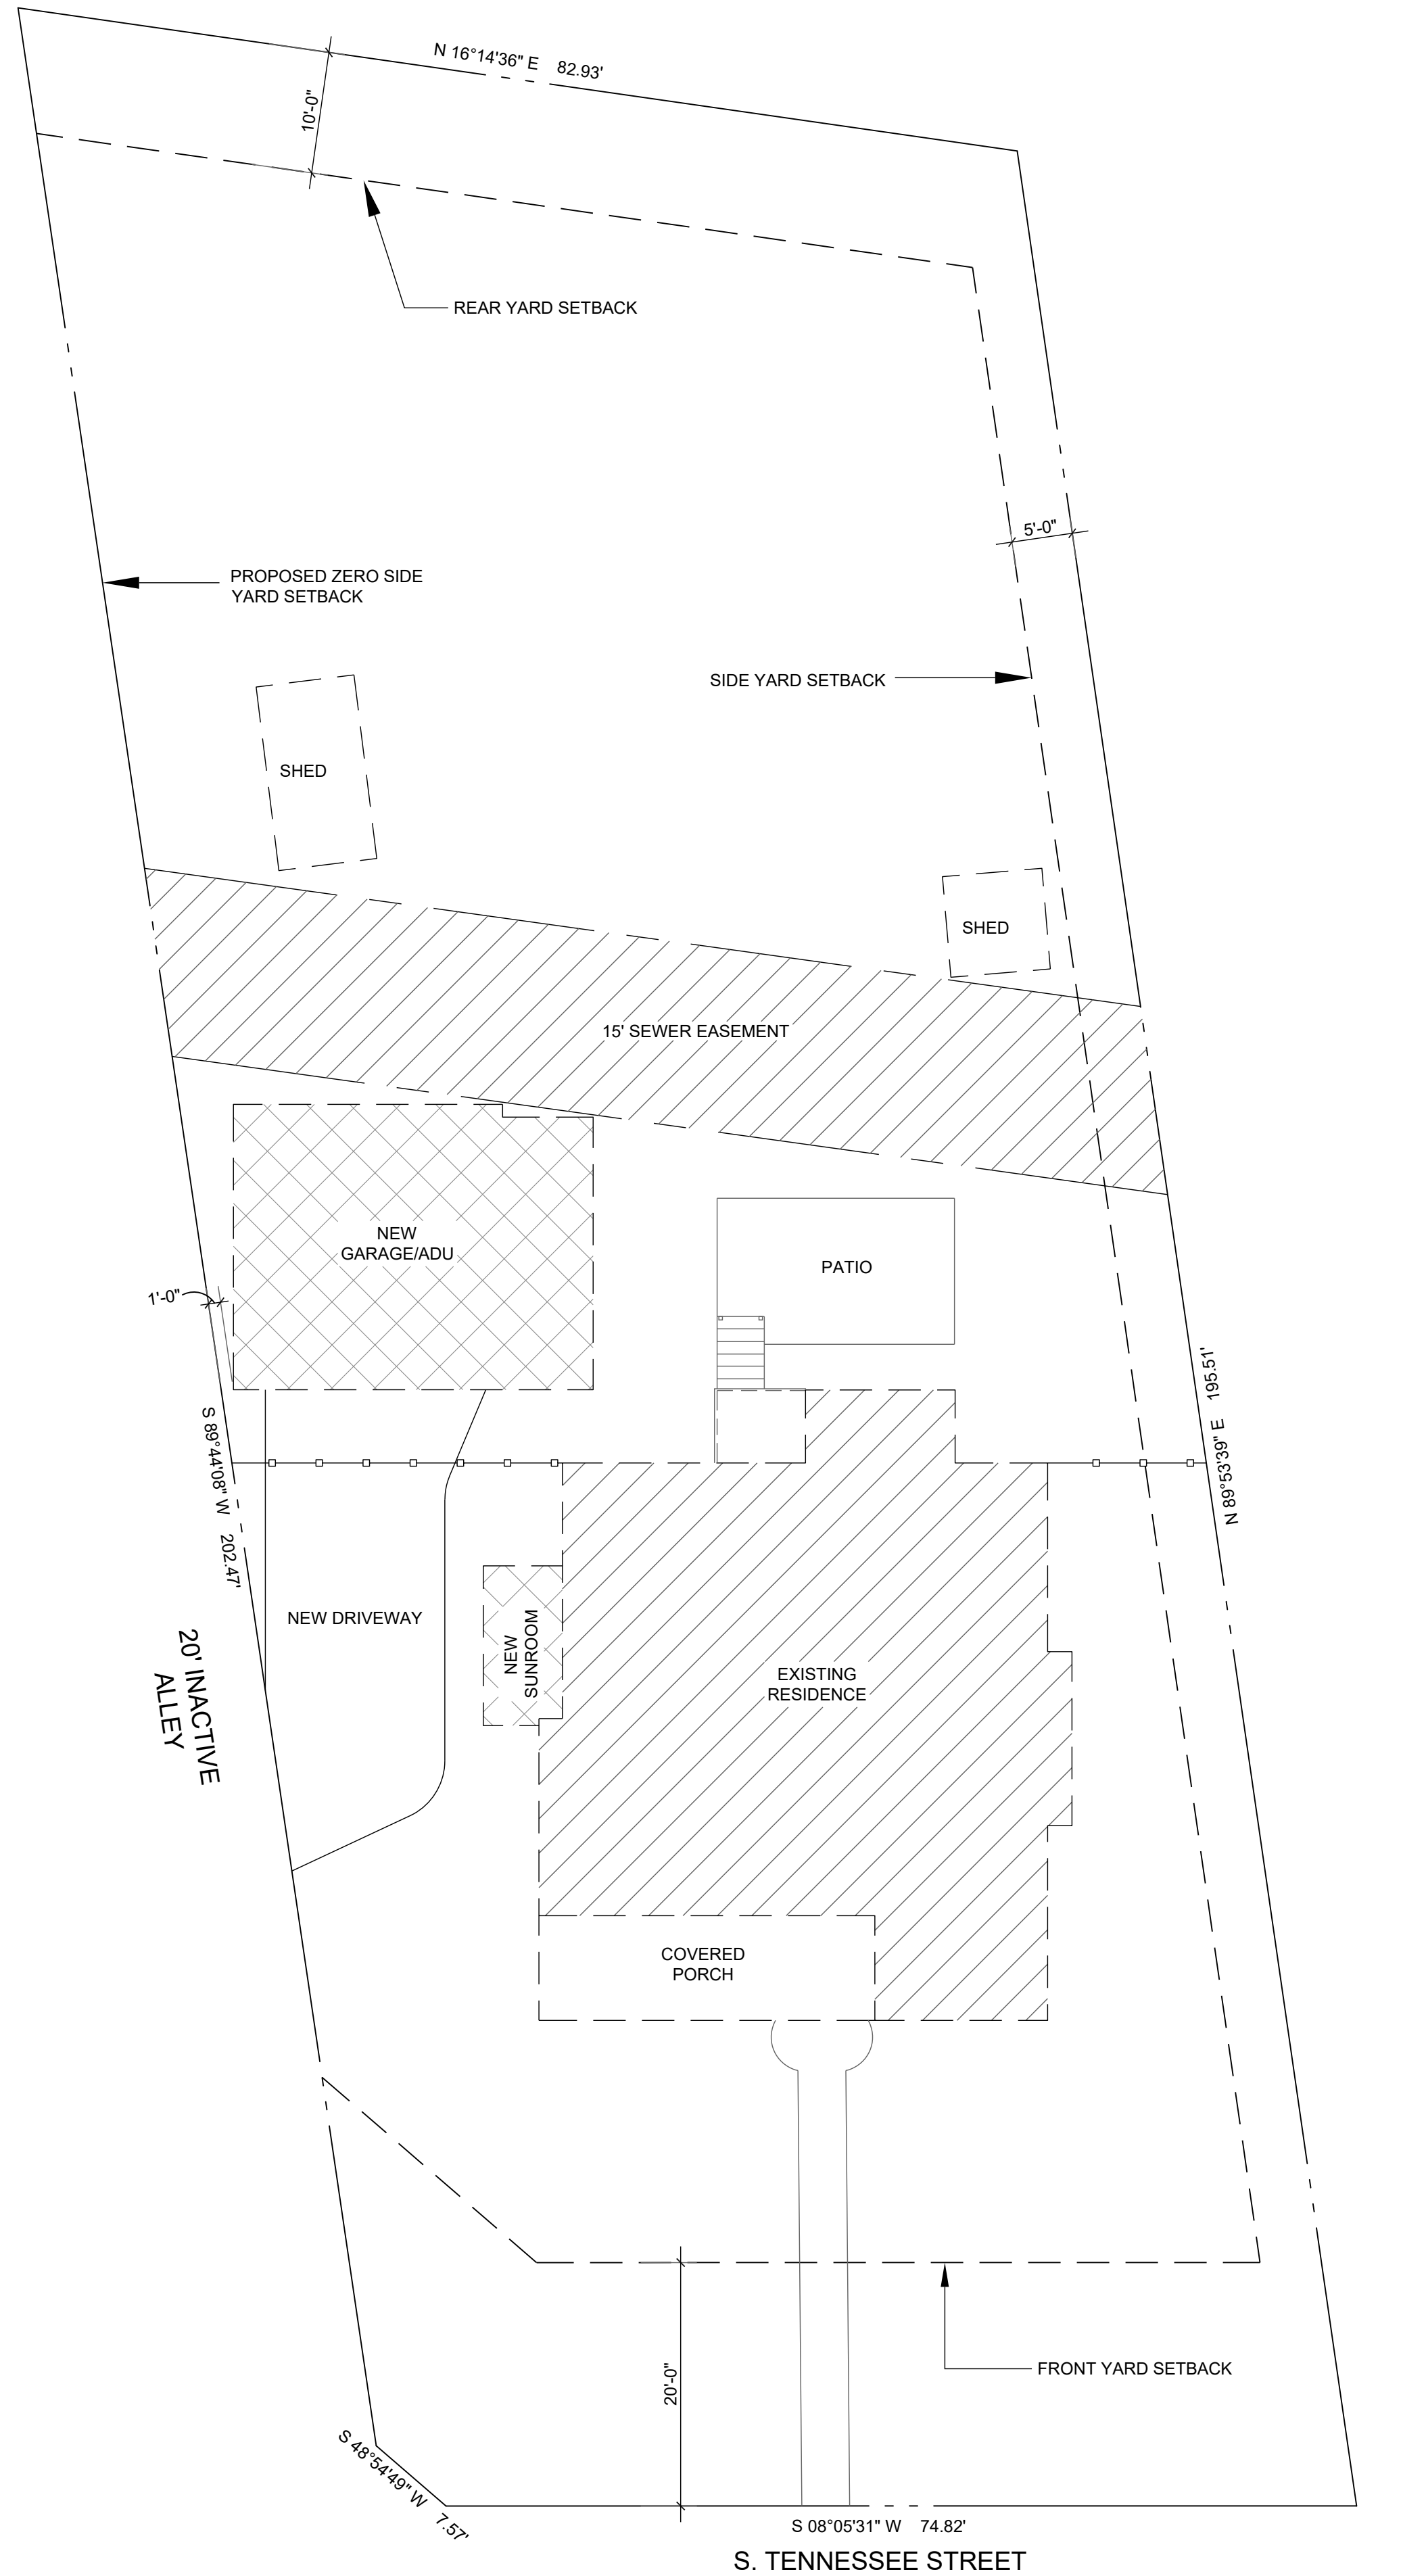 N 16°14'36" E 82.93'
10'-0"
REAR YARD SETBACK
5'-0"
PROPOSED ZERO SIDE
YARD SETBACK
SIDE YARD SETBACK
SHED
SHED
15' SEWER EASEMENT
NEW
GARAGE/ADU
PATIO
1'-0"
N 89°53'39" E 195.51'
S 89°44'08" W 202.47'
NEW DRIVEWAY
NEW
SUNROOM
20' INACTIVE
ALLEY
EXISTING
RESIDENCE
COVERED
PORCH
20'-0"
FRONT YARD SETBACK
S 48°54'49" W 7.57'
S 08°05'31" W 74.82'
S. TENNESSEE STREET